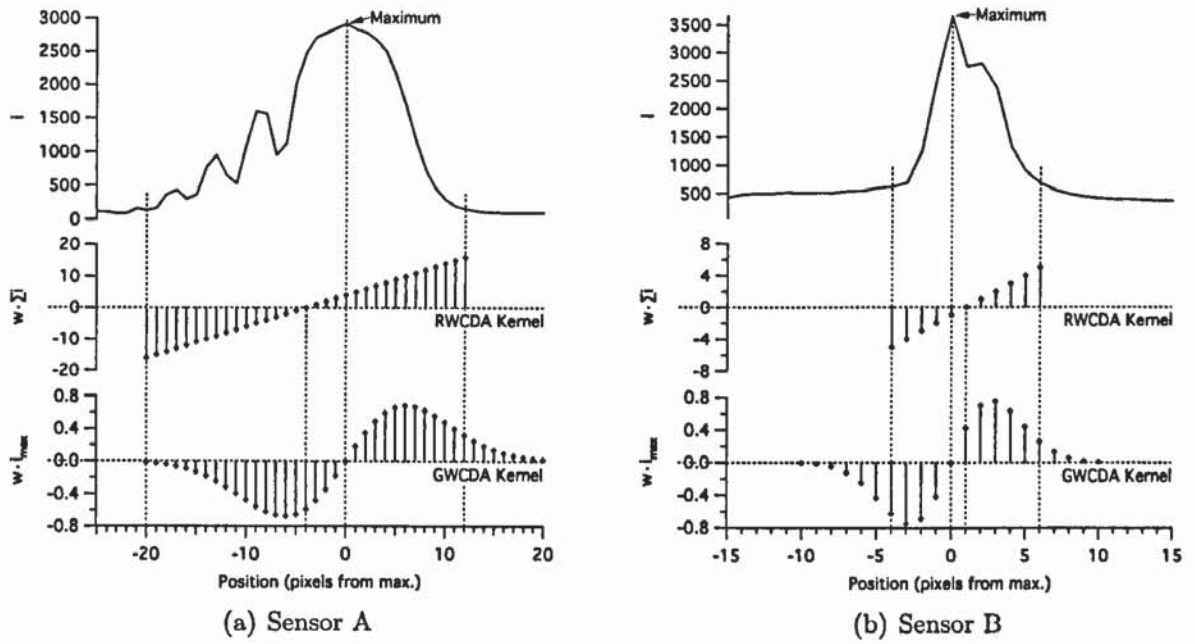 3000
2500
2000
1500
1000
500
0
I
Maximum
20
10
-0
-10
-20
w · Σi
RWCDA Kernel
0.8
0.4
-0.0
-0.4
-0.8
w · i_max
GWCDA Kernel
-20
-10
0
10
20
Position (pixels from max.)
(a) Sensor A
3500
3000
2500
2000
1500
1000
500
I
Maximum
8
4
0
-4
-8
w · Σi
RWCDA Kernel
0.8
0.4
-0.0
-0.4
-0.8
w · i_max
GWCDA Kernel
-15
-10
-5
0
5
10
15
Position (pixels from max.)
(b) Sensor B